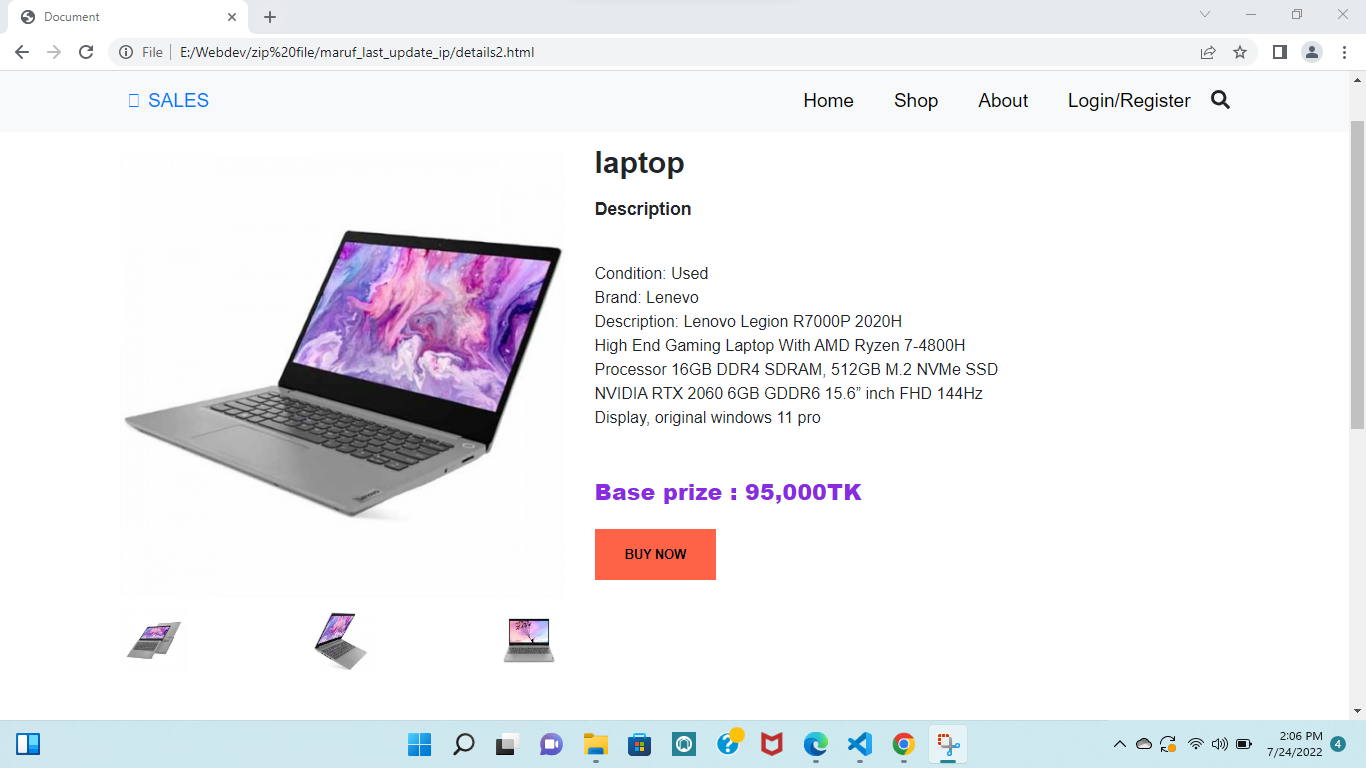 Document
File
E:/Webdev/zip%20file/maruf_last_update_ip/details2.html
SALES
Home
Shop
About
Login/Register
laptop
Description
Condition: Used
Brand: Lenevo
Description: Lenovo Legion R7000P 2020H
High End Gaming Laptop With AMD Ryzen 7-4800H
Processor 16GB DDR4 SDRAM, 512GB M.2 NVMe SSD
NVIDIA RTX 2060 6GB GDDR6 15.6” inch FHD 144Hz
Display, original windows 11 pro
Base prize : 95,000TK
BUY NOW
Lenovo
2:06 PM
7/24/2022
4